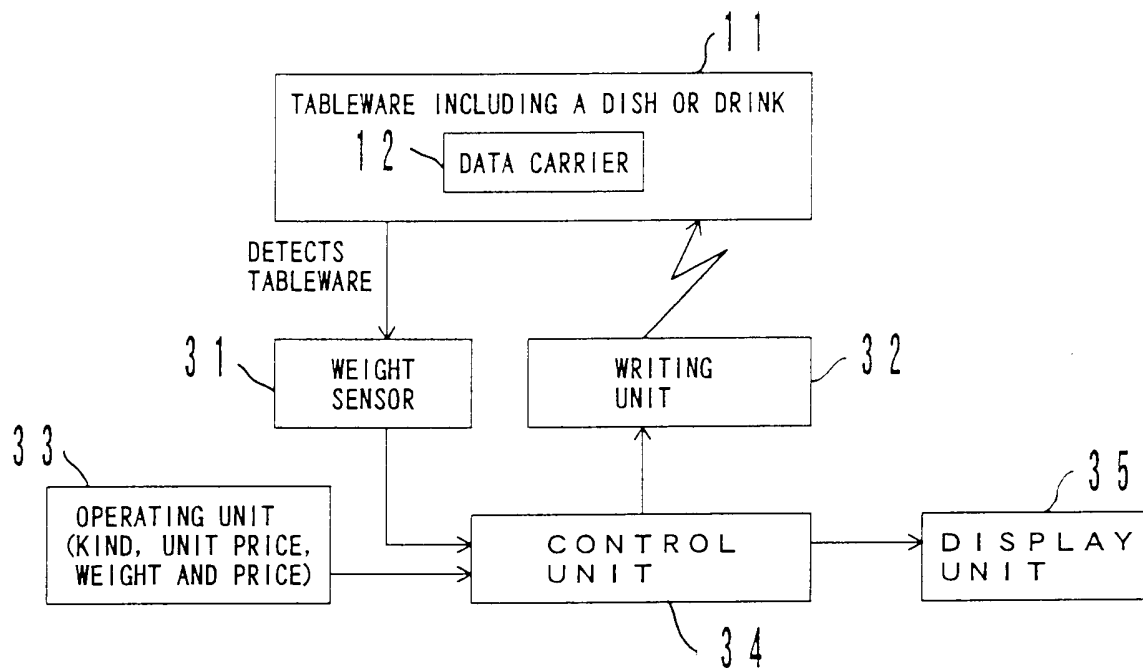 11
TABLEWARE INCLUDING A DISH OR DRINK
12
DATA CARRIER
DETECTS
TABLEWARE
31
WEIGHT
SENSOR
WRITING
UNIT
32
33
OPERATING UNIT
(KIND, UNIT PRICE,
WEIGHT AND PRICE)
CONTROL
UNIT
34
35
DISPLAY
UNIT